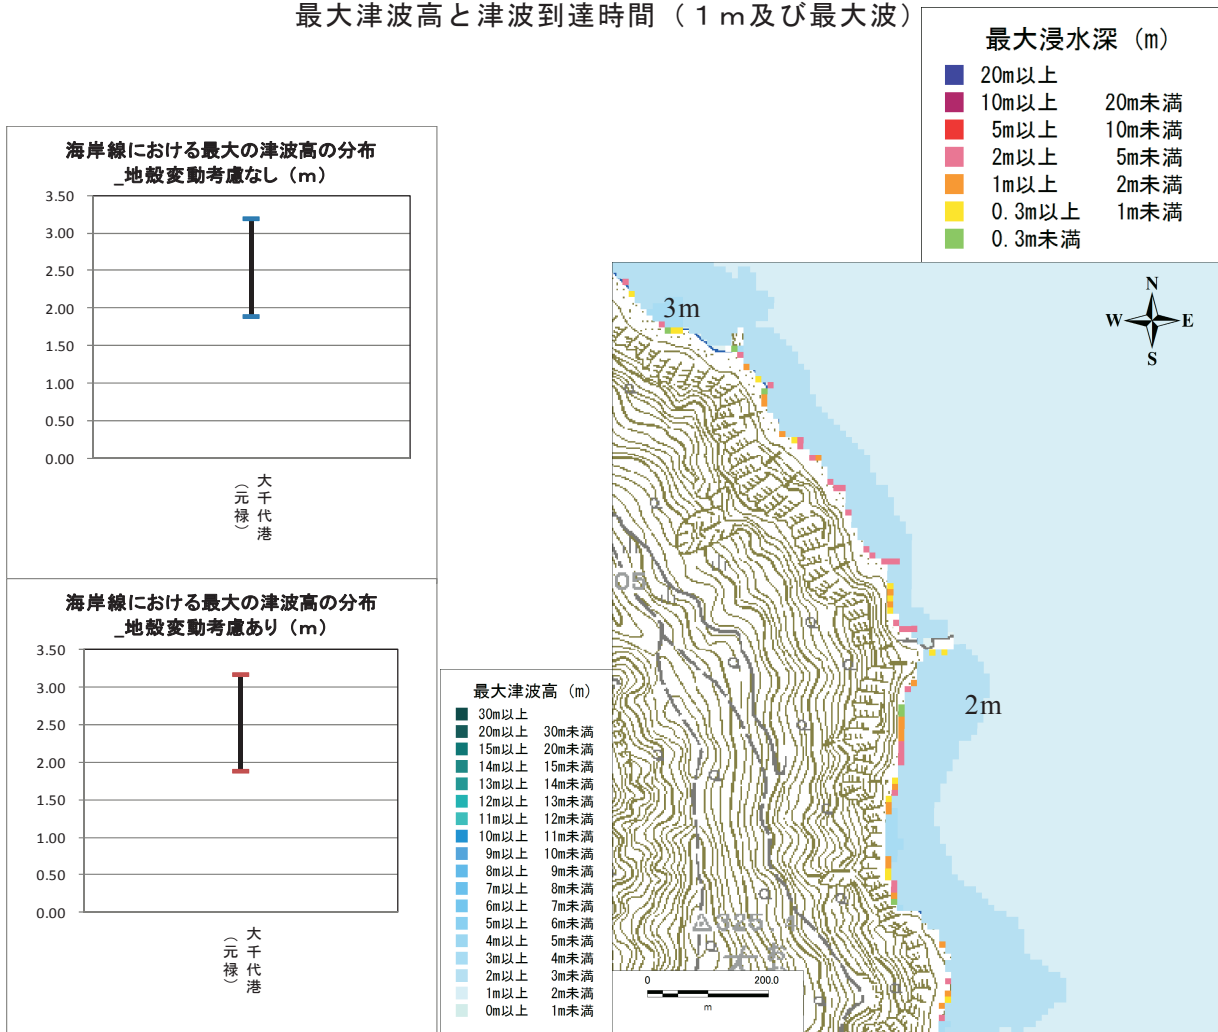 最大津波高と津波到達時間（１ｍ及び最大波）
最大浸水深（m）
20m以上
10m以上 20m未満
5m以上 10m未満
2m以上 5m未満
1m以上 2m未満
0.3m以上 1m未満
0.3m未満
海岸線における最大の津波高の分布
_地殻変動考慮なし（m）
3.50
3.00
2.50
2.00
1.50
1.00
0.50
0.00
大千代港
（元禄）
海岸線における最大の津波高の分布
_地殻変動考慮あり（m）
3.50
3.00
2.50
2.00
1.50
1.00
0.50
0.00
大千代港
（元禄）
最大津波高（m）
30m以上
20m以上 30m未満
15m以上 20m未満
14m以上 15m未満
13m以上 14m未満
12m以上 13m未満
11m以上 12m未満
10m以上 11m未満
9m以上 10m未満
8m以上 9m未満
7m以上 8m未満
6m以上 7m未満
5m以上 6m未満
4m以上 5m未満
3m以上 4m未満
2m以上 3m未満
1m以上 2m未満
0m以上 1m未満
3m
N
W E
S
05
2m
325
0 200.0
m